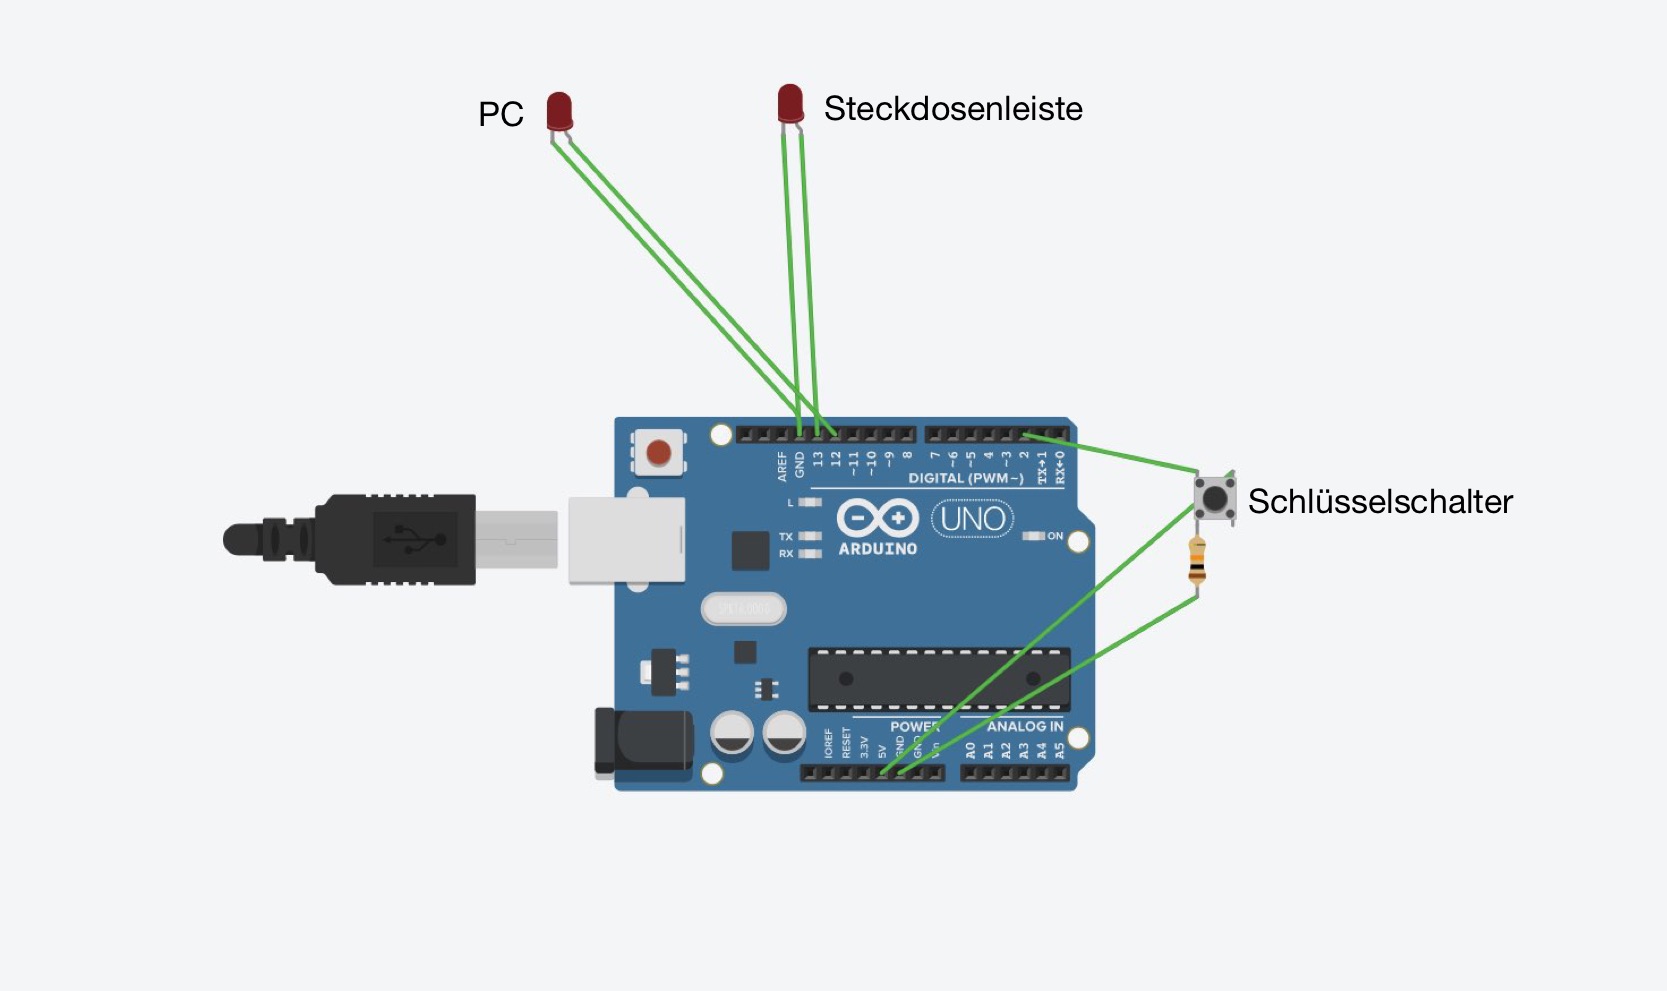 PC
Steckdosenleiste
AREF
GND
13
12
~11
~10
~9
8
7
~6
~5
4
~3
2
TX→1
RX←0
DIGITAL (PWM~)
L
TX
RX
ARDUINO
UNO
ON
Schlüsselschalter
POWER
ANALOG IN
IOREF
RESET
3.3V
5V
GND
GND
Vin
A0
A1
A2
A3
A4
A5